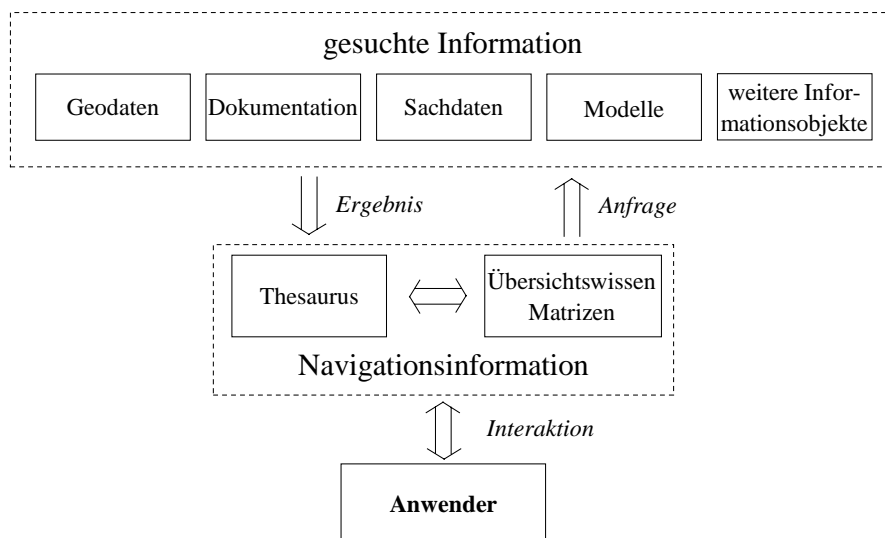 gesuchte Information
Geodaten
Dokumentation
Sachdaten
Modelle
weitere Infor-
mationsobjekte
Ergebnis
Anfrage
Thesaurus
Übersichtswissen
Matrizen
Navigationsinformation
Interaktion
Anwender